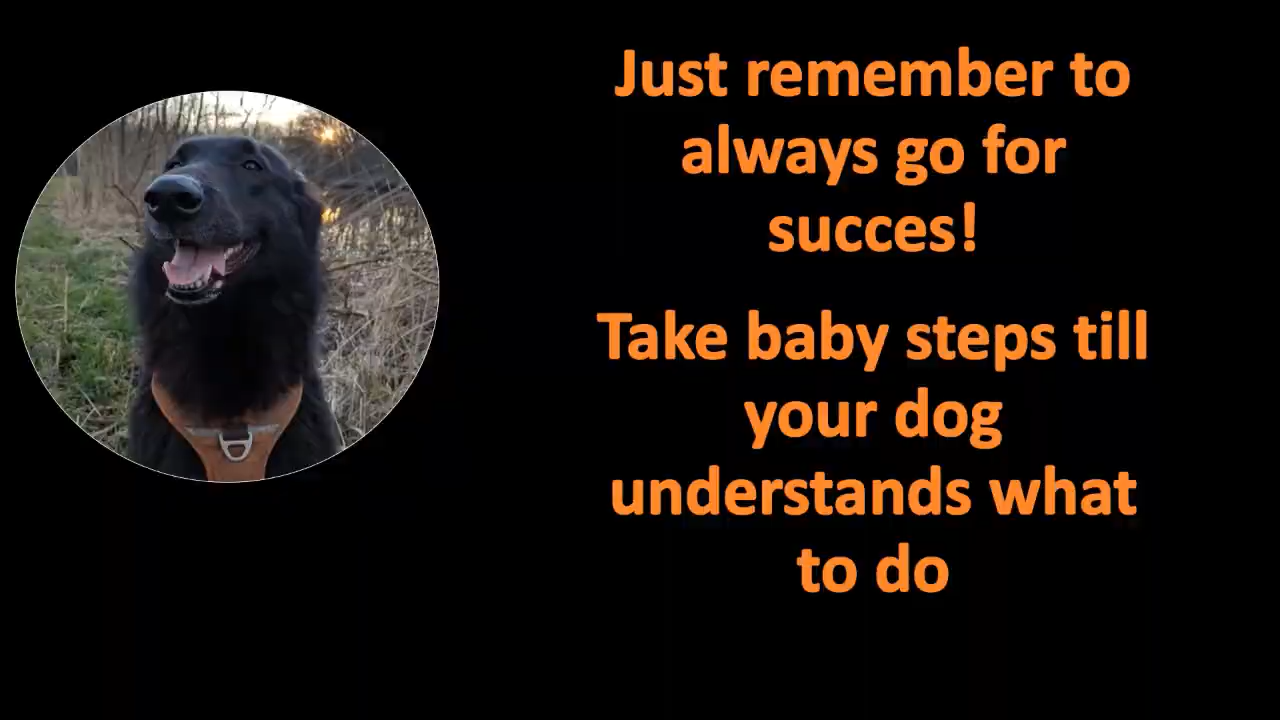 Just remember to
always go for
succes!
Take baby steps till
your dog
understands what
to do